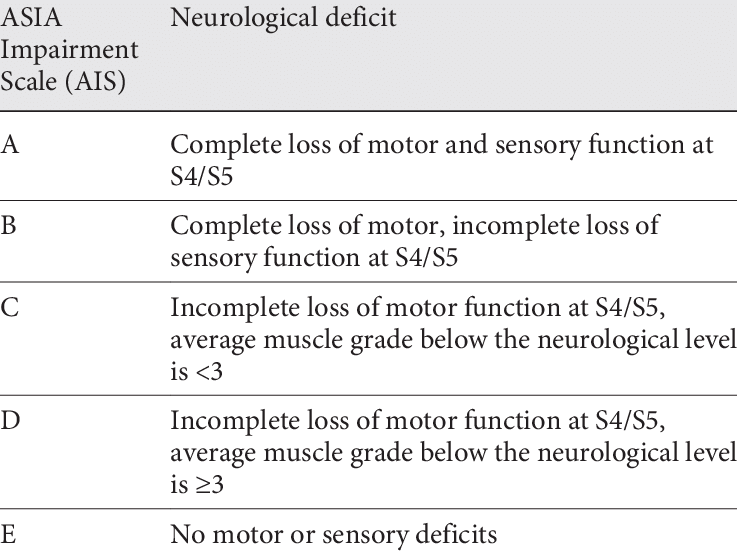 ASIA Neurological deficit
Impairment
Scale (AIS)
A Complete loss of motor and sensory function at
S4/S5
B Complete loss of motor, incomplete loss of
sensory function at S4/S5
C Incomplete loss of motor function at S4/S5,
average muscle grade below the neurological level
is <3
D Incomplete loss of motor function at S4/S5,
average muscle grade below the neurological level
is ≥3
E No motor or sensory deficits